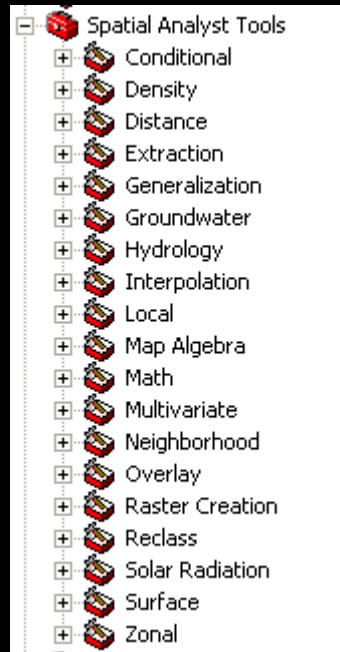 Spatial Analyst Tools
Conditional
Density
Distance
Extraction
Generalization
Groundwater
Hydrology
Interpolation
Local
Map Algebra
Math
Multivariate
Neighborhood
Overlay
Raster Creation
Reclass
Solar Radiation
Surface
Zonal